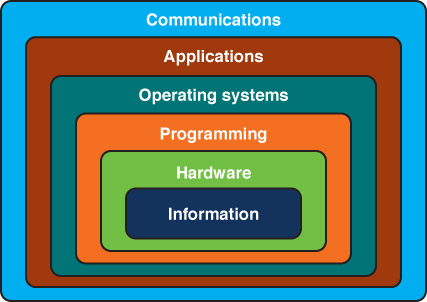 Communications
Applications
Operating systems
Programming
Hardware
Information